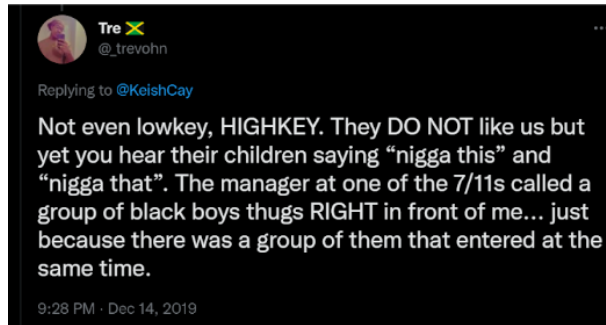 Tre 🇯🇲
@_trevohn
Replying to @KeishCay
Not even lowkey, HIGHKEY. They DO NOT like us but
yet you hear their children saying “nigga this” and
“nigga that”. The manager at one of the 7/11s called a
group of black boys thugs RIGHT in front of me... just
because there was a group of them that entered at the
same time.
9:28 PM · Dec 14, 2019